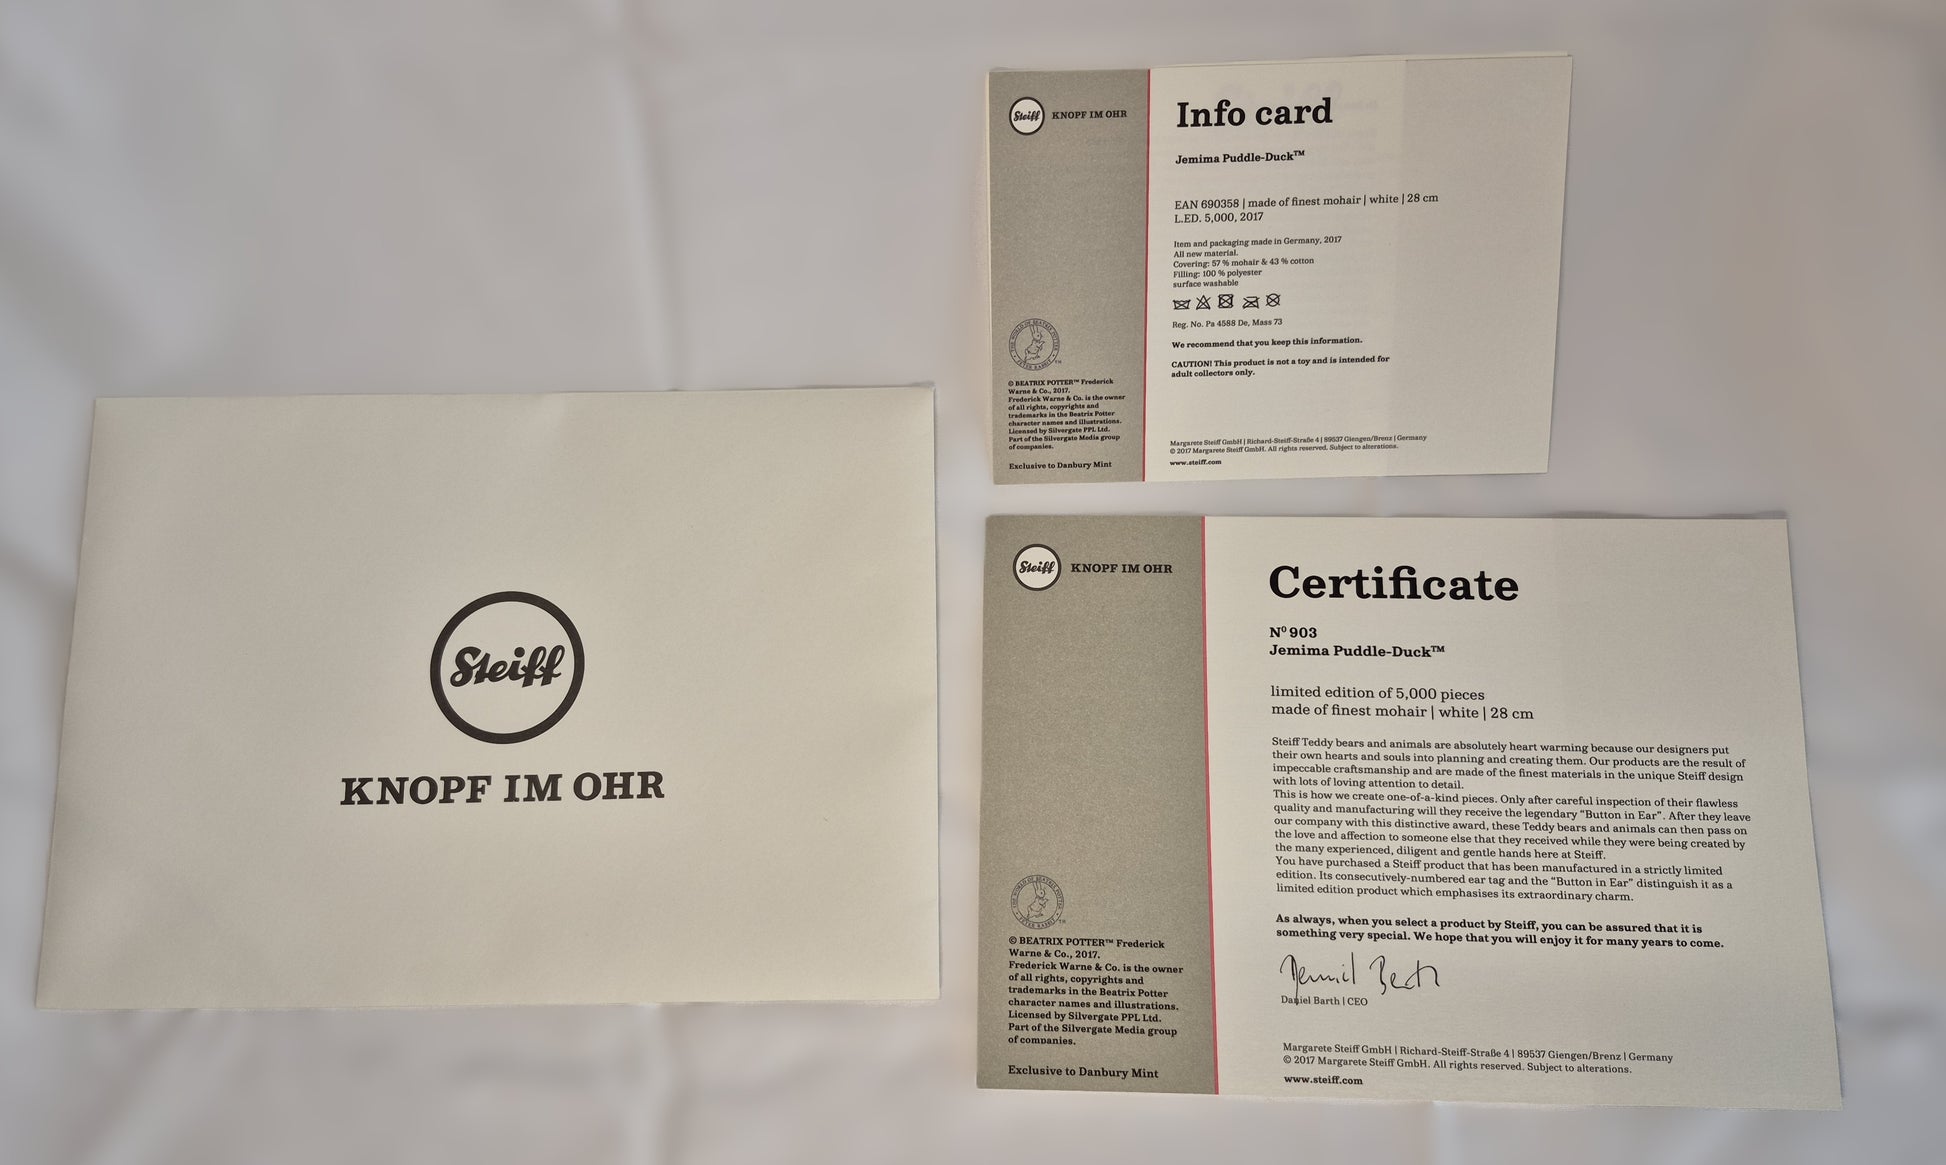 Steiff
KNOPF IM OHR
Steiff KNOPF IM OHR
THE WORLD OF BEATRIX POTTER
PETER RABBIT ™
© BEATRIX POTTER™ Frederick
Warne & Co., 2017.
Frederick Warne & Co. is the owner
of all rights, copyrights and
trademarks in the Beatrix Potter
character names and illustrations.
Licensed by Silvergate PPL Ltd.
Part of the Silvergate Media group
of companies.
Exclusive to Danbury Mint
Info card
Jemima Puddle-Duck™
EAN 690358 | made of finest mohair | white | 28 cm
L.ED. 5,000, 2017
Item and packaging made in Germany, 2017
All new material.
Covering: 57 % mohair & 43 % cotton
Filling: 100 % polyester
surface washable
Reg. No. Pa 4588 De, Mass 73
We recommend that you keep this information.
CAUTION! This product is not a toy and is intended for
adult collectors only.
Margarete Steiff GmbH | Richard-Steiff-Straße 4 | 89537 Giengen/Brenz | Germany
© 2017 Margarete Steiff GmbH. All rights reserved. Subject to alterations.
www.steiff.com
Steiff KNOPF IM OHR
THE WORLD OF BEATRIX POTTER
PETER RABBIT ™
© BEATRIX POTTER™ Frederick
Warne & Co., 2017.
Frederick Warne & Co. is the owner
of all rights, copyrights and
trademarks in the Beatrix Potter
character names and illustrations.
Licensed by Silvergate PPL Ltd.
Part of the Silvergate Media group
of companies.
Exclusive to Danbury Mint
Certificate
Nº 903
Jemima Puddle-Duck™
limited edition of 5,000 pieces
made of finest mohair | white | 28 cm
Steiff Teddy bears and animals are absolutely heart warming because our designers put
their own hearts and souls into planning and creating them. Our products are the result of
impeccable craftsmanship and are made of the finest materials in the unique Steiff design
with lots of loving attention to detail.
This is how we create one-of-a-kind pieces. Only after careful inspection of their flawless
quality and manufacturing will they receive the legendary “Button in Ear”. After they leave
our company with this distinctive award, these Teddy bears and animals can then pass on
the love and affection to someone else that they received while they were being created by
the many experienced, diligent and gentle hands here at Steiff.
You have purchased a Steiff product that has been manufactured in a strictly limited
edition. Its consecutively-numbered ear tag and the “Button in Ear” distinguish it as a
limited edition product which emphasises its extraordinary charm.
As always, when you select a product by Steiff, you can be assured that it is
something very special. We hope that you will enjoy it for many years to come.
Daniel Barth
Daniel Barth | CEO
Margarete Steiff GmbH | Richard-Steiff-Straße 4 | 89537 Giengen/Brenz | Germany
© 2017 Margarete Steiff GmbH. All rights reserved. Subject to alterations.
www.steiff.com